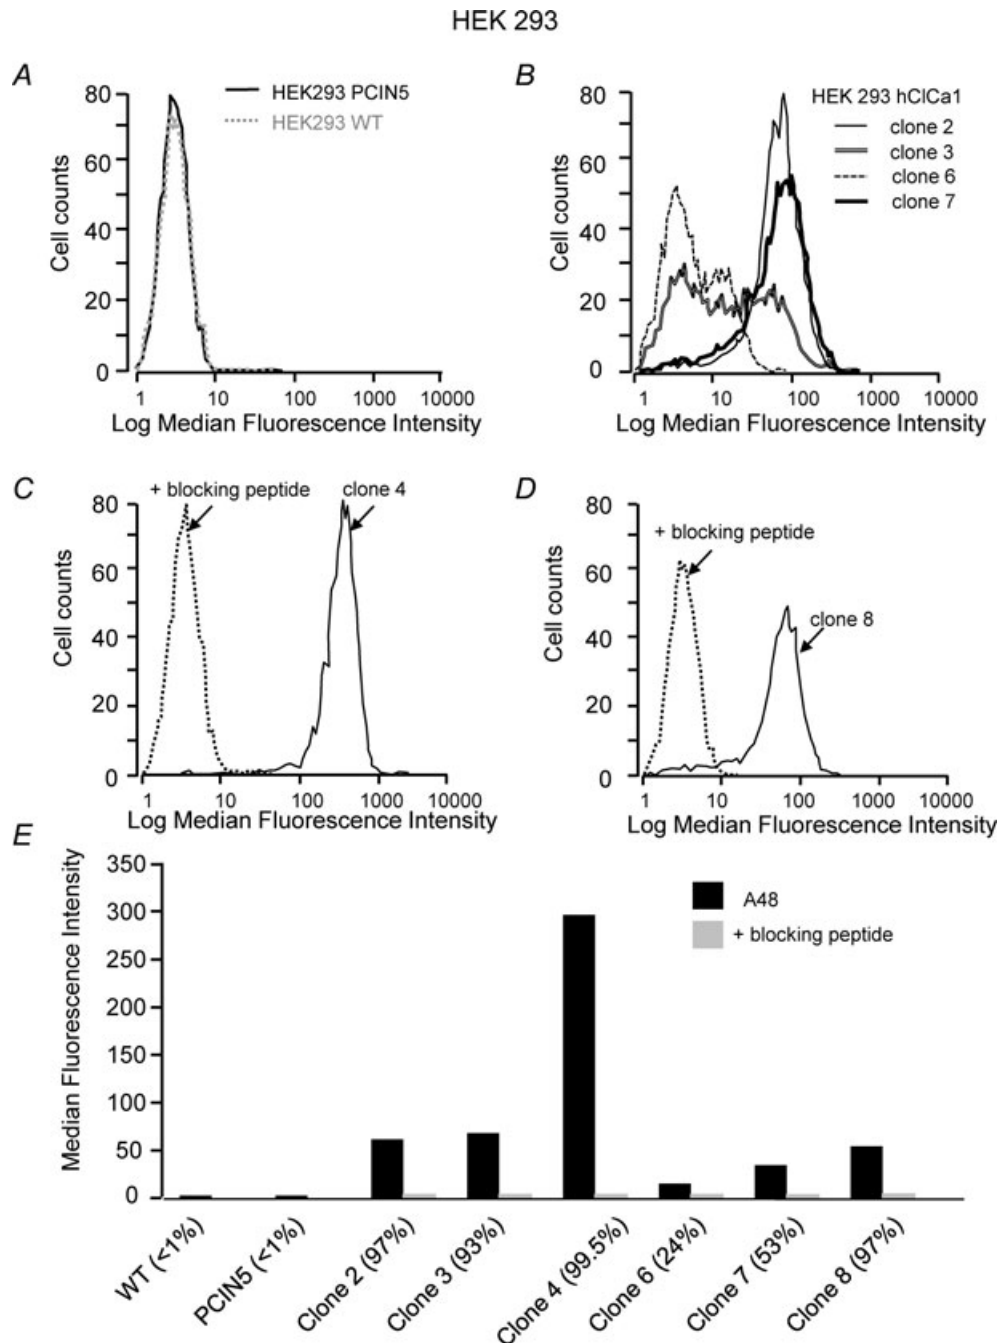 HEK 293
A
HEK293 PCIN5
HEK293 WT
80
60
40
20
0
Cell counts
1 10 100 1000 10000
Log Median Fluorescence Intensity
B
HEK 293 hClCa1
clone 2
clone 3
clone 6
clone 7
80
60
40
20
0
Cell counts
1 10 100 1000 10000
Log Median Fluorescence Intensity
C
+ blocking peptide
clone 4
80
60
40
20
0
Cell counts
1 10 100 1000 10000
Log Median Fluorescence Intensity
D
+ blocking peptide
clone 8
80
60
40
20
0
Cell counts
1 10 100 1000 10000
Log Median Fluorescence Intensity
E
350
300
250
200
150
100
50
0
Median Fluorescence Intensity
A48
+ blocking peptide
WT (<1%)
PCIN5 (<1%)
Clone 2 (97%)
Clone 3 (93%)
Clone 4 (99.5%)
Clone 6 (24%)
Clone 7 (53%)
Clone 8 (97%)